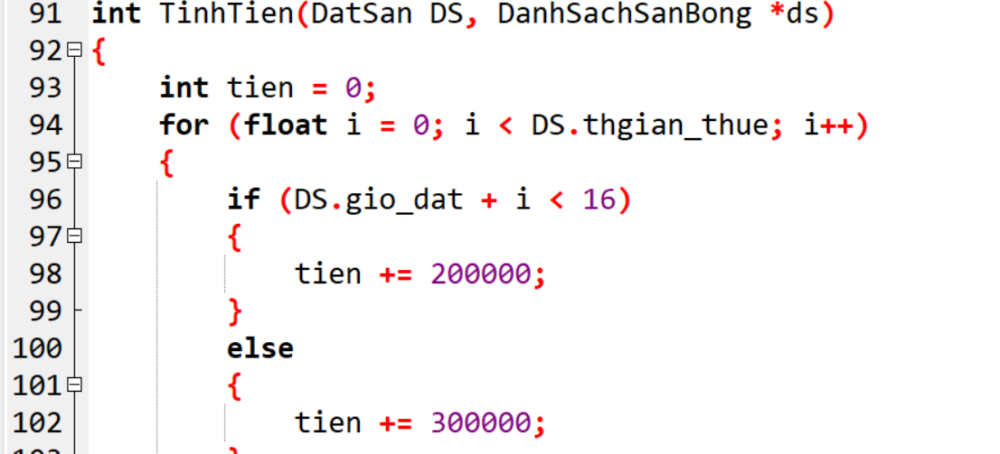 91 int TinhTien(DatSan DS, DanhSachSanBong *ds)
92 {
93 int tien = 0;
94 for (float i = 0; i < DS.thgian_thue; i++)
95 {
96 if (DS.gio_dat + i < 16)
97 {
98 tien += 200000;
99 }
100 else
101 {
102 tien += 300000;
103 }